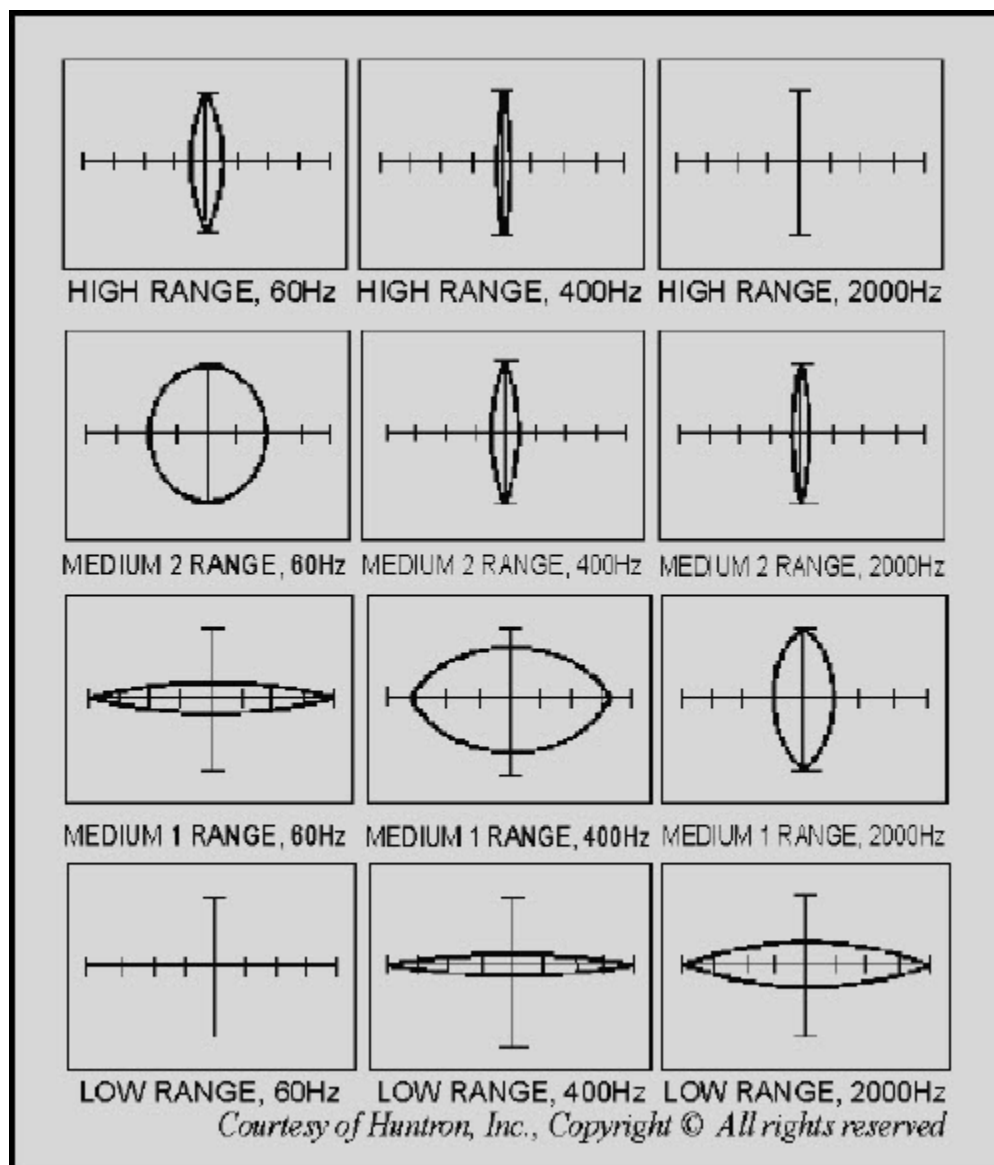 HIGH RANGE, 60Hz HIGH RANGE, 400Hz HIGH RANGE, 2000Hz
MEDIUM 2 RANGE, 60Hz MEDIUM 2 RANGE, 400Hz MEDIUM 2 RANGE, 2000Hz
MEDIUM 1 RANGE, 60Hz MEDIUM 1 RANGE, 400Hz MEDIUM 1 RANGE, 2000Hz
LOW RANGE, 60Hz LOW RANGE, 400Hz LOW RANGE, 2000Hz
Courtesy of Huntron, Inc., Copyright © All rights reserved